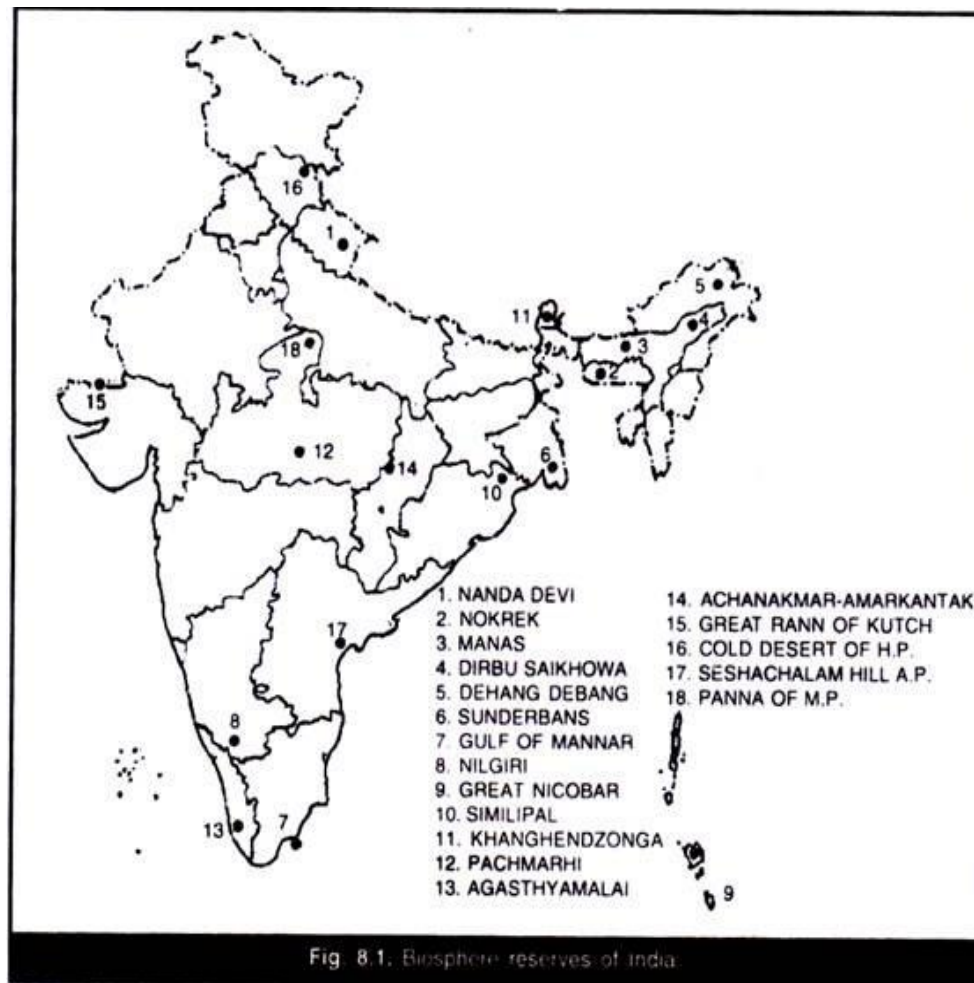 16
1
5
11
4
3
18
2
15
12
14
6
10
17
8
7
13
9
1. NANDA DEVI
2. NOKREK
3. MANAS
4. DIRBU SAIKHOWA
5. DEHANG DEBANG
6. SUNDERBANS
7. GULF OF MANNAR
8. NILGIRI
9. GREAT NICOBAR
10. SIMILIPAL
11. KHANGHENDZONGA
12. PACHMARHI
13. AGASTHYAMALAI
14. ACHANAKMAR-AMARKANTAK
15. GREAT RANN OF KUTCH
16. COLD DESERT OF H.P.
17. SESHACHALAM HILL A.P.
18. PANNA OF M.P.
Fig. 8.1. Biosphere reserves of India.